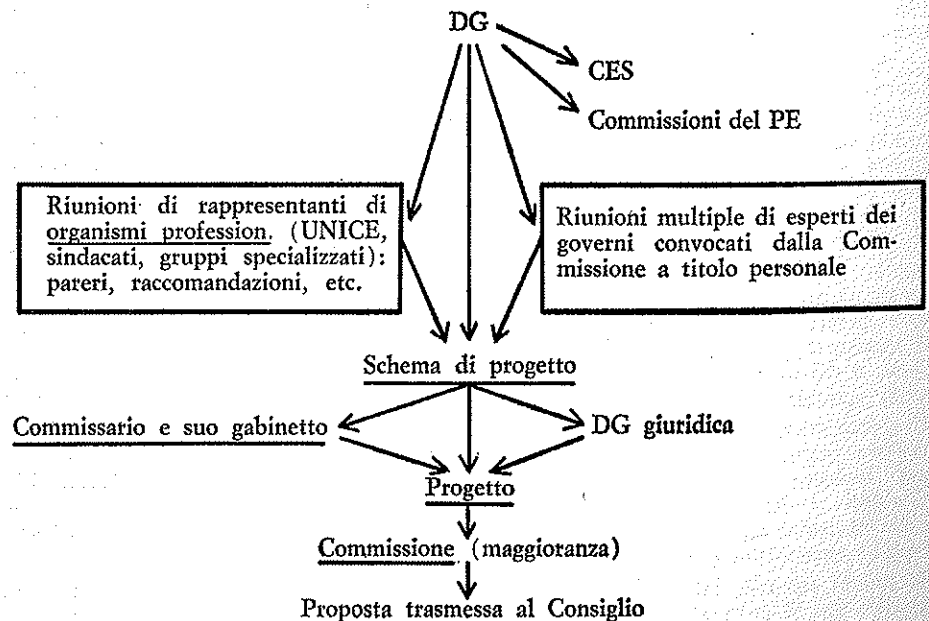 DG
CES
Commissioni del PE
Riunioni di rappresentanti di
organismi profession. (UNICE,
sindacati, gruppi specializzati):
pareri, raccomandazioni, etc.
Riunioni multiple di esperti dei
governi convocati dalla Com-
missione a titolo personale
Schema di progetto
Commissario e suo gabinetto
DG giuridica
Progetto
Commissione (maggioranza)
Proposta trasmessa al Consiglio